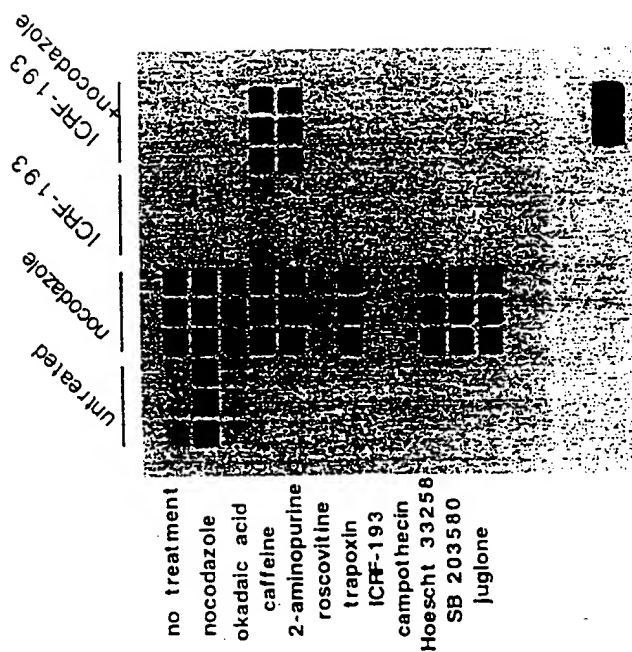 untreated
nocodazole
ICRF-193
ICRF-193
+nocodazole
no treatment
nocodazole
okadaic acid
caffeine
2-aminopurine
roscovitine
trapoxin
ICRF-193
campothecin
Hoescht 33258
SB 203580
juglone